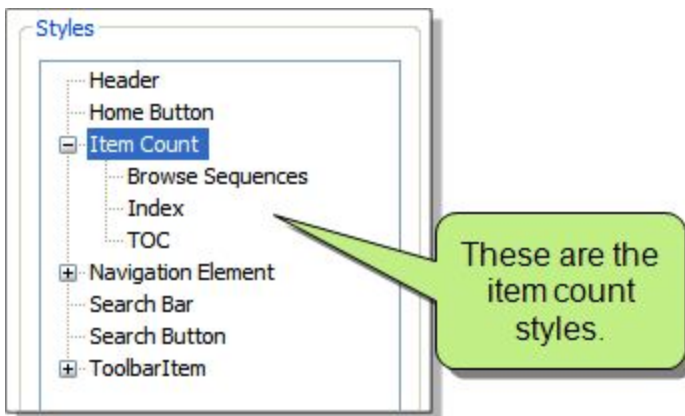 Styles
Header
Home Button
Item Count
Browse Sequences
Index
TOC
Navigation Element
Search Bar
Search Button
ToolbarItem
These are the
item count
styles.